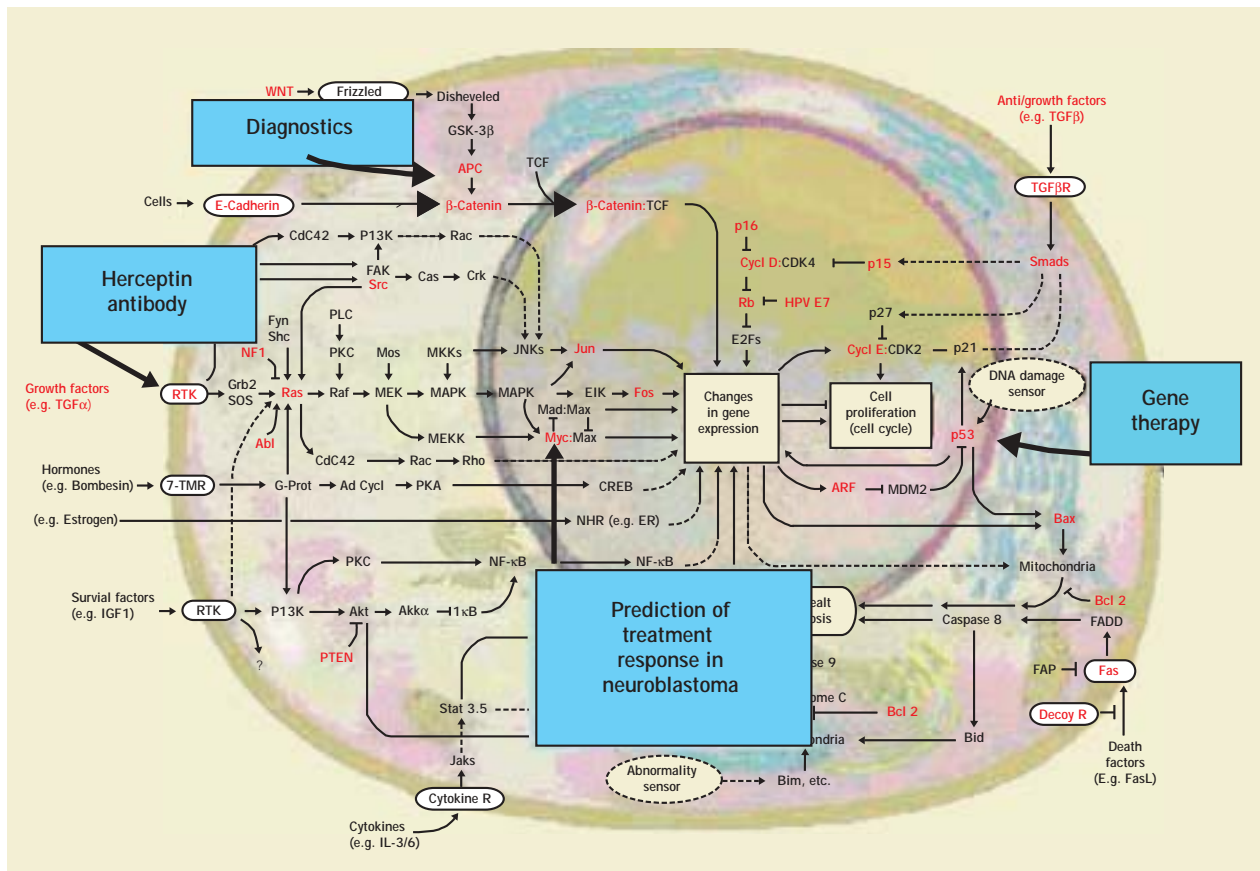 WNT
Frizzled
Disheveled
Diagnostics
GSK-3β
APC
TCF
Cells
E-Cadherin
β-Catenin
β-Catenin:TCF
Anti/growth factors
(e.g. TGFβ)
TGFβR
Smads
CdC42
P13K
Rac
FAK
Src
Cas
Crk
Herceptin
antibody
p16
Cycl D:CDK4
p15
Rb
HPV E7
E2Fs
p27
Cycl E:CDK2
p21
DNA damage
sensor
Fyn
Shc
NF1
PLC
PKC
Mos
MKKs
JNKs
Jun
Growth factors
(e.g. TGFα)
RTK
Grb2
SOS
Ras
Raf
MEK
MAPK
MAPK
EIK
Fos
Mad:Max
Myc:Max
MEKK
Abl
CdC42
Rac
Rho
Changes
in gene
expression
Cell
proliferation
(cell cycle)
Gene
therapy
p53
Hormones
(e.g. Bombesin)
7-TMR
G-Prot
Ad Cycl
PKA
CREB
ARF
MDM2
(e.g. Estrogen)
NHR (e.g. ER)
Bax
PKC
NF-κB
NF-κB
Mitochondria
Survial factors
(e.g. IGF1)
RTK
P13K
Akt
Akkα
1κB
PTEN
?
Prediction of
treatment
response in
neuroblastoma
ealt
osis
Caspase 8
Bcl 2
FADD
FAP
Fas
se 9
ome C
Bcl 2
Decoy R
Stat 3.5
ondria
Bid
Death
factors
(E.g. FasL)
Jaks
Abnormality
sensor
Bim, etc.
Cytokine R
Cytokines
(e.g. IL-3/6)